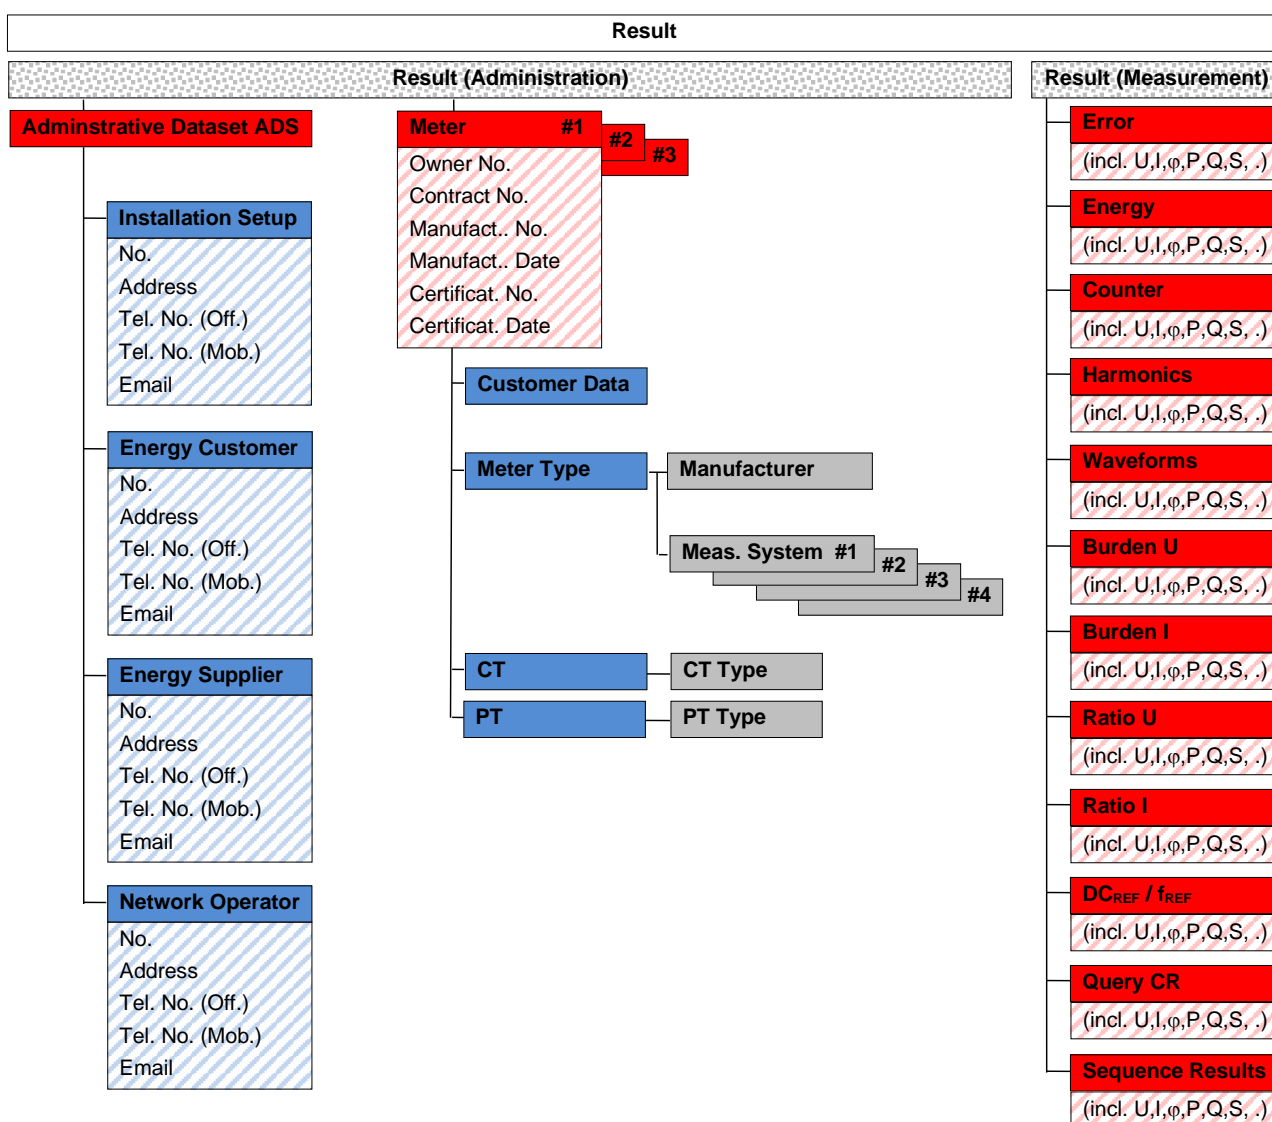 Result
Result (Administration)
Adminstrative Dataset ADS
Installation Setup
No.
Address
Tel. No. (Off.)
Tel. No. (Mob.)
Email
Energy Customer
No.
Address
Tel. No. (Off.)
Tel. No. (Mob.)
Email
Energy Supplier
No.
Address
Tel. No. (Off.)
Tel. No. (Mob.)
Email
Network Operator
No.
Address
Tel. No. (Off.)
Tel. No. (Mob.)
Email
Meter #1
#2
#3
Owner No.
Contract No.
Manufact.. No.
Manufact.. Date
Certificat. No.
Certificat. Date
Customer Data
Meter Type
Manufacturer
Meas. System #1
#2
#3
#4
CT
CT Type
PT
PT Type
Result (Measurement)
Error
(incl. U,I,φ,P,Q,S, .)
Energy
(incl. U,I,φ,P,Q,S, .)
Counter
(incl. U,I,φ,P,Q,S, .)
Harmonics
(incl. U,I,φ,P,Q,S, .)
Waveforms
(incl. U,I,φ,P,Q,S, .)
Burden U
(incl. U,I,φ,P,Q,S, .)
Burden I
(incl. U,I,φ,P,Q,S, .)
Ratio U
(incl. U,I,φ,P,Q,S, .)
Ratio I
(incl. U,I,φ,P,Q,S, .)
DCREF / fREF
(incl. U,I,φ,P,Q,S, .)
Query CR
(incl. U,I,φ,P,Q,S, .)
Sequence Results
(incl. U,I,φ,P,Q,S, .)